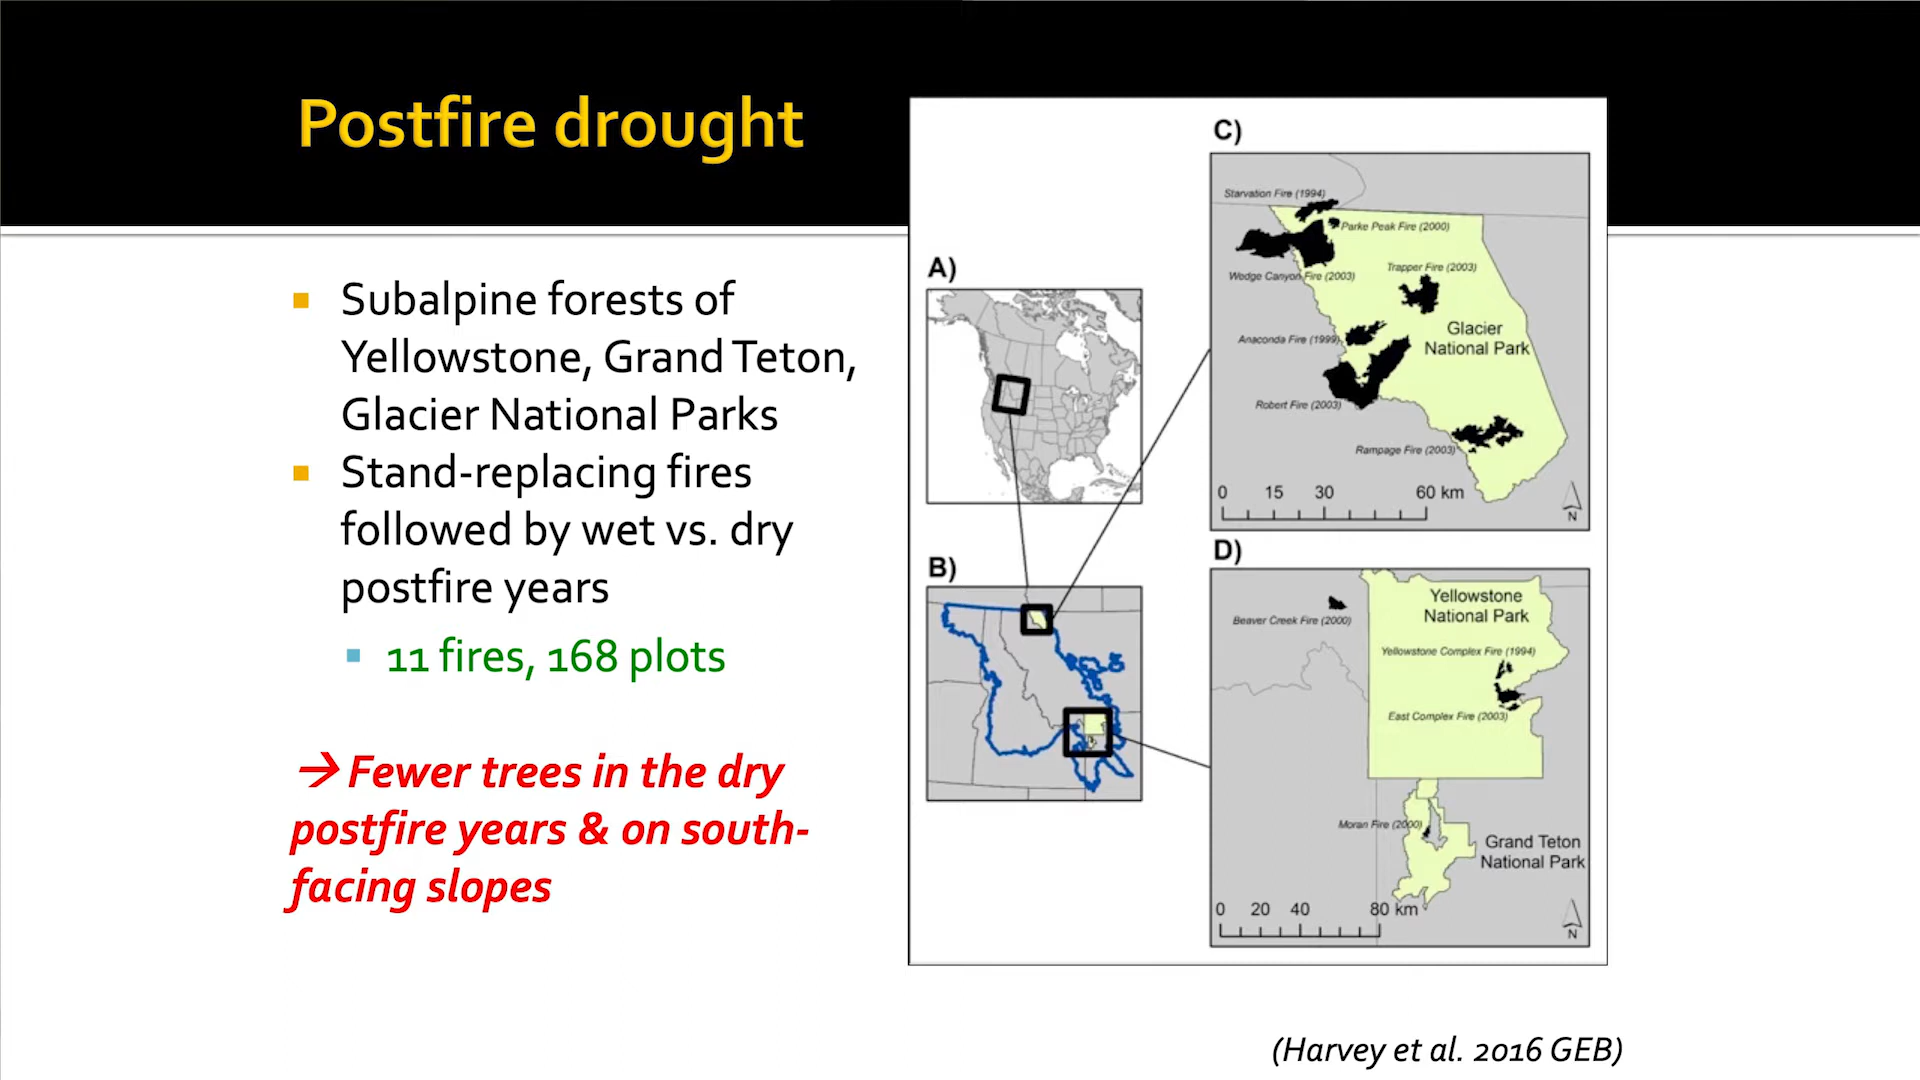 Postfire drought
Subalpine forests of
Yellowstone, Grand Teton,
Glacier National Parks
Stand-replacing fires
followed by wet vs. dry
postfire years
11 fires, 168 plots
→ Fewer trees in the dry
postfire years & on south-
facing slopes
A)
B)
C)
Starvation Fire (1994)
Parke Peak Fire (2000)
Wedge Canyon Fire (2003)
Trapper Fire (2003)
Glacier
National Park
Anaconda Fire (1999)
Robert Fire (2003)
Rampage Fire (2003)
0 15 30 60 km
N
D)
Yellowstone
National Park
Beaver Creek Fire (2000)
Yellowstone Complex Fire (1994)
East Complex Fire (2003)
Moran Fire (2000)
Grand Teton
National Park
0 20 40 80 km
N
(Harvey et al. 2016 GEB)